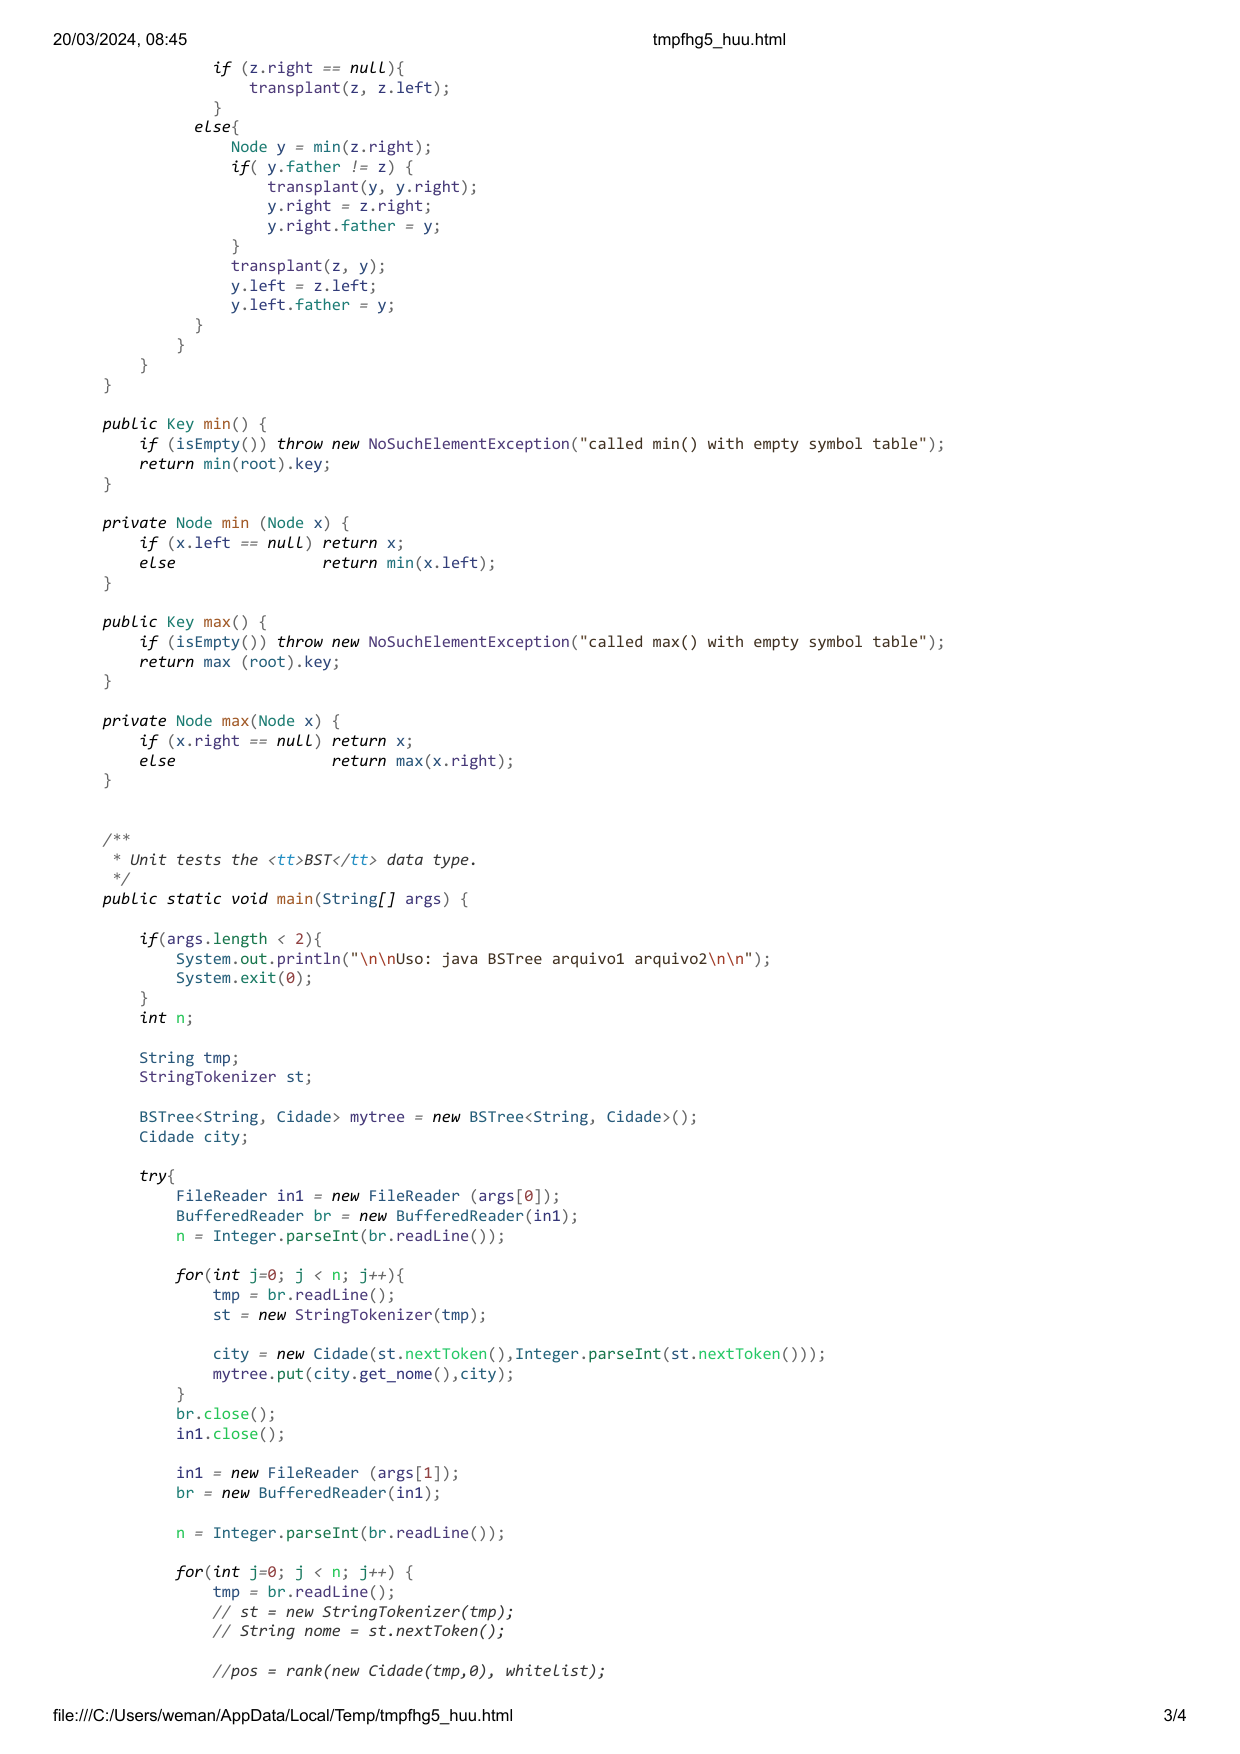 20/03/2024, 08:45 tmpfhg5_huu.html
            if (z.right == null){
                transplant(z, z.left);
            }
          else{
              Node y = min(z.right);
              if( y.father != z) {
                  transplant(y, y.right);
                  y.right = z.right;
                  y.right.father = y;
              }
              transplant(z, y);
              y.left = z.left;
              y.left.father = y;
          }
        }
    }
}

public Key min() {
    if (isEmpty()) throw new NoSuchElementException("called min() with empty symbol table");
    return min(root).key;
}

private Node min (Node x) {
    if (x.left == null) return x;
    else                return min(x.left);
}

public Key max() {
    if (isEmpty()) throw new NoSuchElementException("called max() with empty symbol table");
    return max (root).key;
}

private Node max(Node x) {
    if (x.right == null) return x;
    else                 return max(x.right);
}


/**
 * Unit tests the <tt>BST</tt> data type.
 */
public static void main(String[] args) {

    if(args.length < 2){
        System.out.println("\n\nUso: java BSTree arquivo1 arquivo2\n\n");
        System.exit(0);
    }
    int n;

    String tmp;
    StringTokenizer st;

    BSTree<String, Cidade> mytree = new BSTree<String, Cidade>();
    Cidade city;

    try{
        FileReader in1 = new FileReader (args[0]);
        BufferedReader br = new BufferedReader(in1);
        n = Integer.parseInt(br.readLine());

        for(int j=0; j < n; j++){
            tmp = br.readLine();
            st = new StringTokenizer(tmp);

            city = new Cidade(st.nextToken(),Integer.parseInt(st.nextToken()));
            mytree.put(city.get_nome(),city);
        }
        br.close();
        in1.close();

        in1 = new FileReader (args[1]);
        br = new BufferedReader(in1);

        n = Integer.parseInt(br.readLine());

        for(int j=0; j < n; j++) {
            tmp = br.readLine();
            // st = new StringTokenizer(tmp);
            // String nome = st.nextToken();

            //pos = rank(new Cidade(tmp,0), whitelist);
file:///C:/Users/weman/AppData/Local/Temp/tmpfhg5_huu.html 3/4